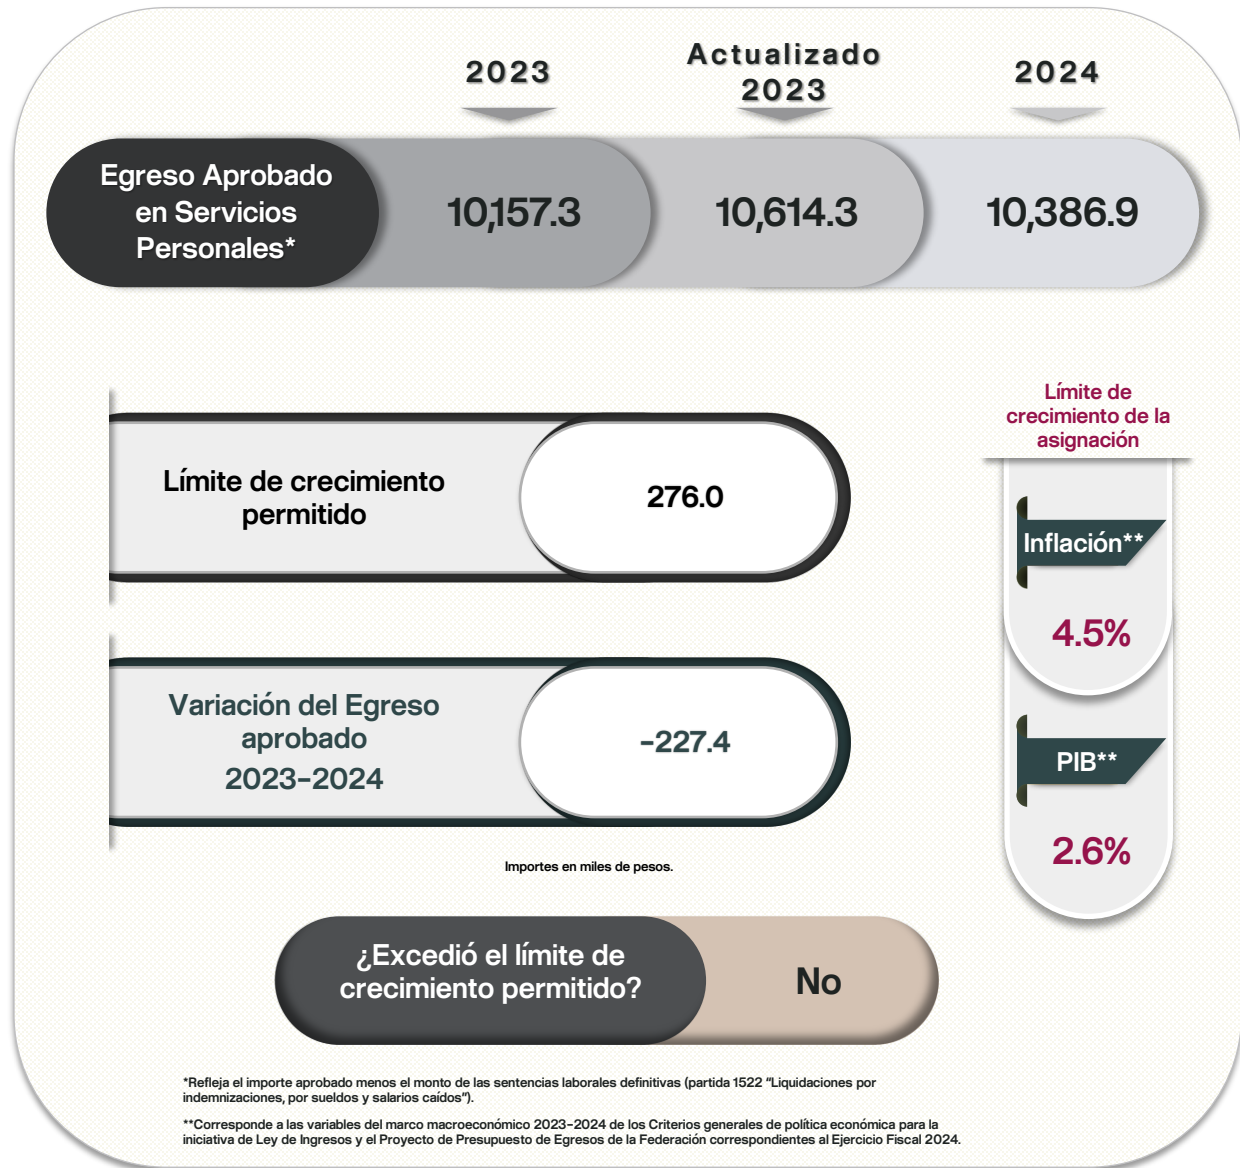 2023
Actualizado
2023
2024
Egreso Aprobado
en Servicios
Personales*
10,157.3
10,614.3
10,386.9
Límite de crecimiento
permitido
276.0
Variación del Egreso
aprobado
2023-2024
-227.4
Importes en miles de pesos.
Límite de
crecimiento de la
asignación
Inflación**
4.5%
PIB**
2.6%
¿Excedió el límite de
crecimiento permitido?
No
*Refleja el importe aprobado menos el monto de las sentencias laborales definitivas (partida 1522 "Liquidaciones por
indemnizaciones, por sueldos y salarios caídos").
**Corresponde a las variables del marco macroeconómico 2023-2024 de los Criterios generales de política económica para la
iniciativa de Ley de Ingresos y el Proyecto de Presupuesto de Egresos de la Federación correspondientes al Ejercicio Fiscal 2024.